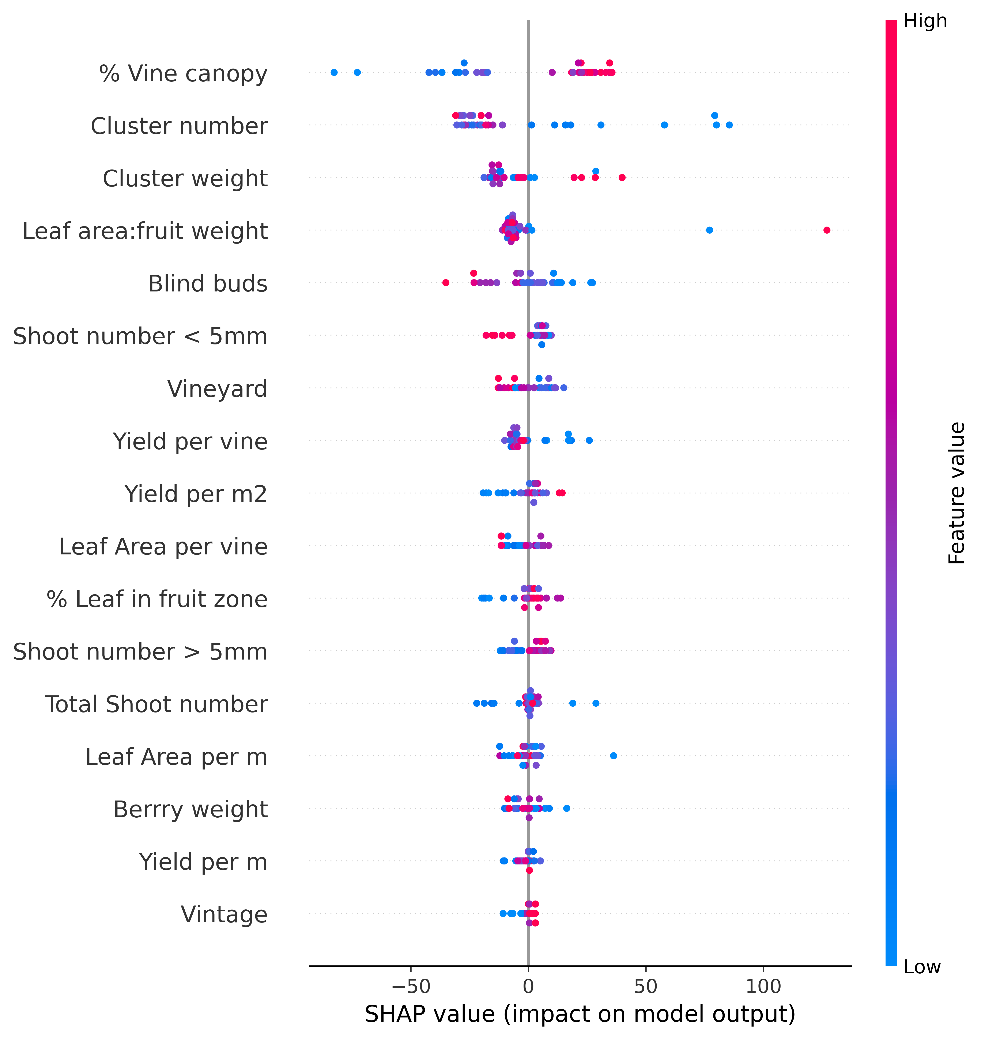 High
% Vine canopy
Cluster number
Cluster weight
Leaf area:fruit weight
Blind buds
Shoot number < 5mm
Vineyard
Yield per vine
Yield per m2
Leaf Area per vine
% Leaf in fruit zone
Shoot number > 5mm
Total Shoot number
Leaf Area per m
Berrry weight
Yield per m
Vintage
Feature value
Low
−50 0 50 100
SHAP value (impact on model output)